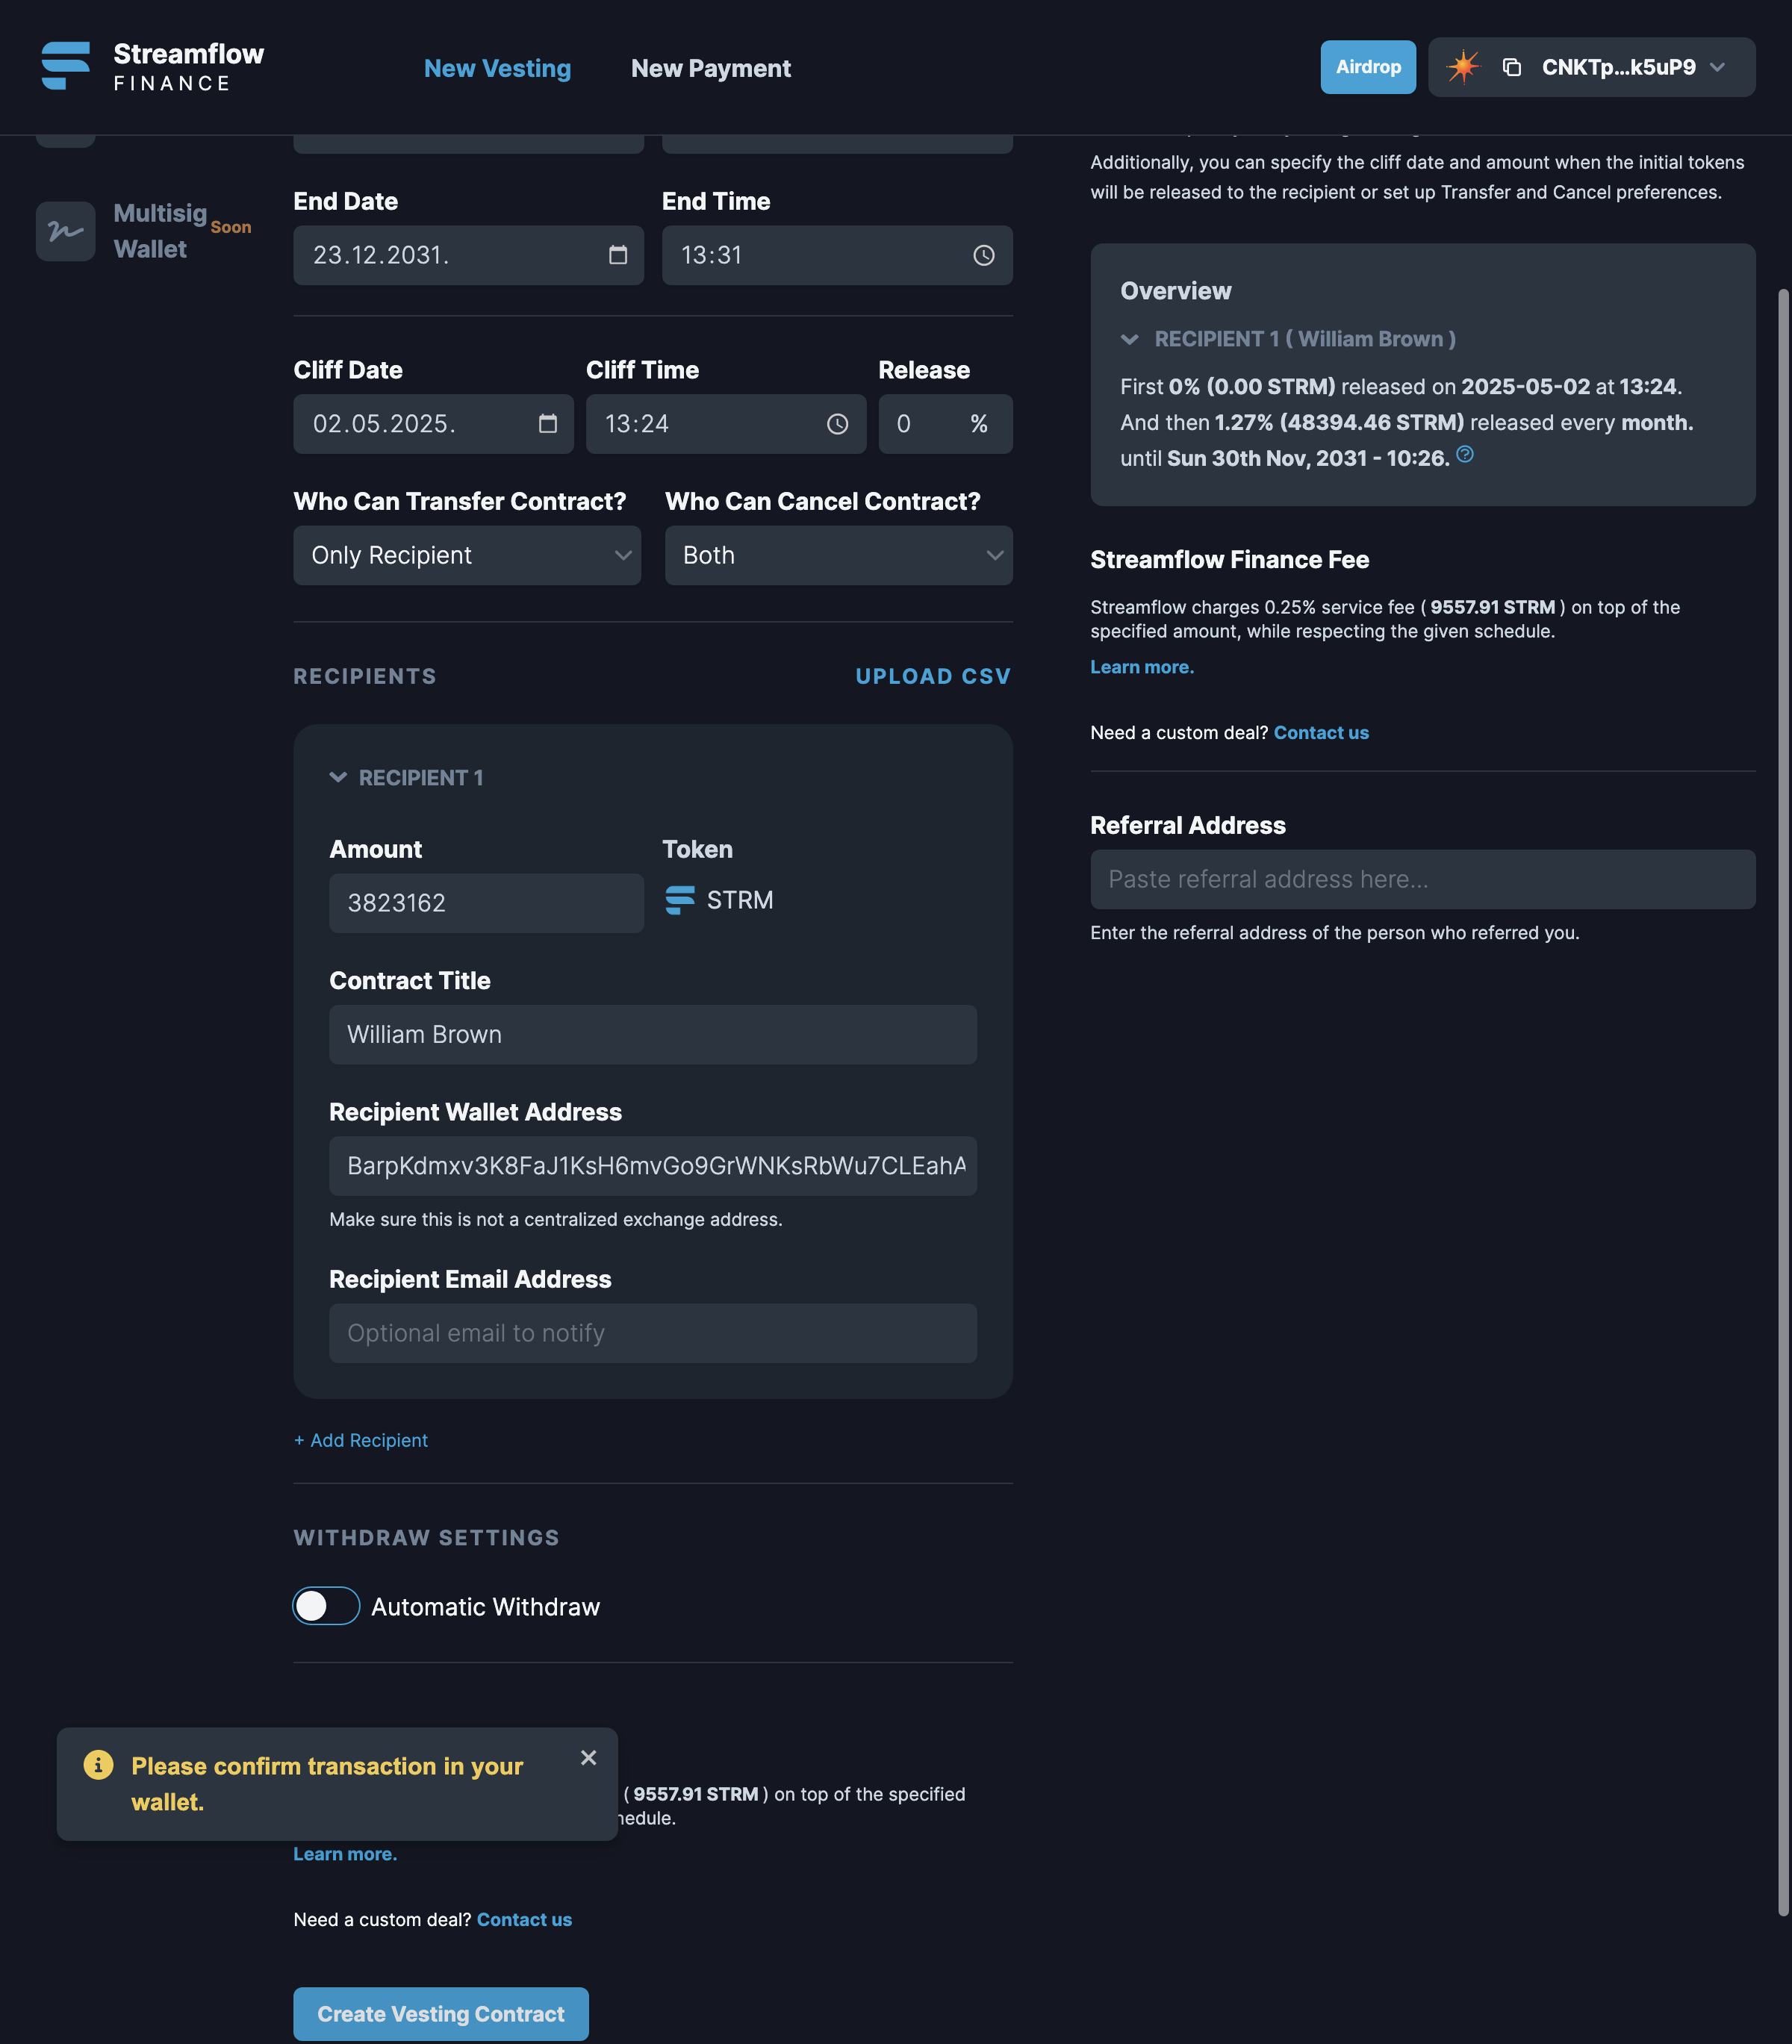 Streamflow
FINANCE
New Vesting
New Payment
Airdrop
CNKTp...k5uP9
Multisig
Wallet
Soon
End Date
End Time
23.12.2031.
13:31
Cliff Date
Cliff Time
Release
02.05.2025.
13:24
0 %
Who Can Transfer Contract?
Who Can Cancel Contract?
Only Recipient
Both
RECIPIENTS
UPLOAD CSV
RECIPIENT 1
Amount
Token
3823162
STRM
Contract Title
William Brown
Recipient Wallet Address
BarpKdmxv3K8FaJ1KsH6mvGo9GrWNKsRbWu7CLEahA
Make sure this is not a centralized exchange address.
Recipient Email Address
Optional email to notify
+ Add Recipient
WITHDRAW SETTINGS
Automatic Withdraw
Please confirm transaction in your
wallet.
( 9557.91 STRM ) on top of the specified
hedule.
Learn more.
Need a custom deal? Contact us
Create Vesting Contract
Additionally, you can specify the cliff date and amount when the initial tokens
will be released to the recipient or set up Transfer and Cancel preferences.
Overview
RECIPIENT 1 ( William Brown )
First 0% (0.00 STRM) released on 2025-05-02 at 13:24.
And then 1.27% (48394.46 STRM) released every month.
until Sun 30th Nov, 2031 - 10:26.
Streamflow Finance Fee
Streamflow charges 0.25% service fee ( 9557.91 STRM ) on top of the
specified amount, while respecting the given schedule.
Learn more.
Need a custom deal? Contact us
Referral Address
Paste referral address here...
Enter the referral address of the person who referred you.